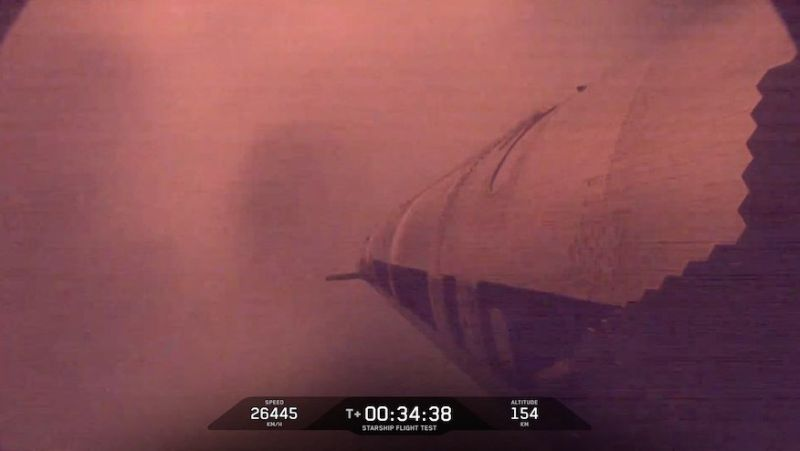 SPEED
26445
KM/H
T+ 00:34:38
STARSHIP FLIGHT TEST
ALTITUDE
154
KM